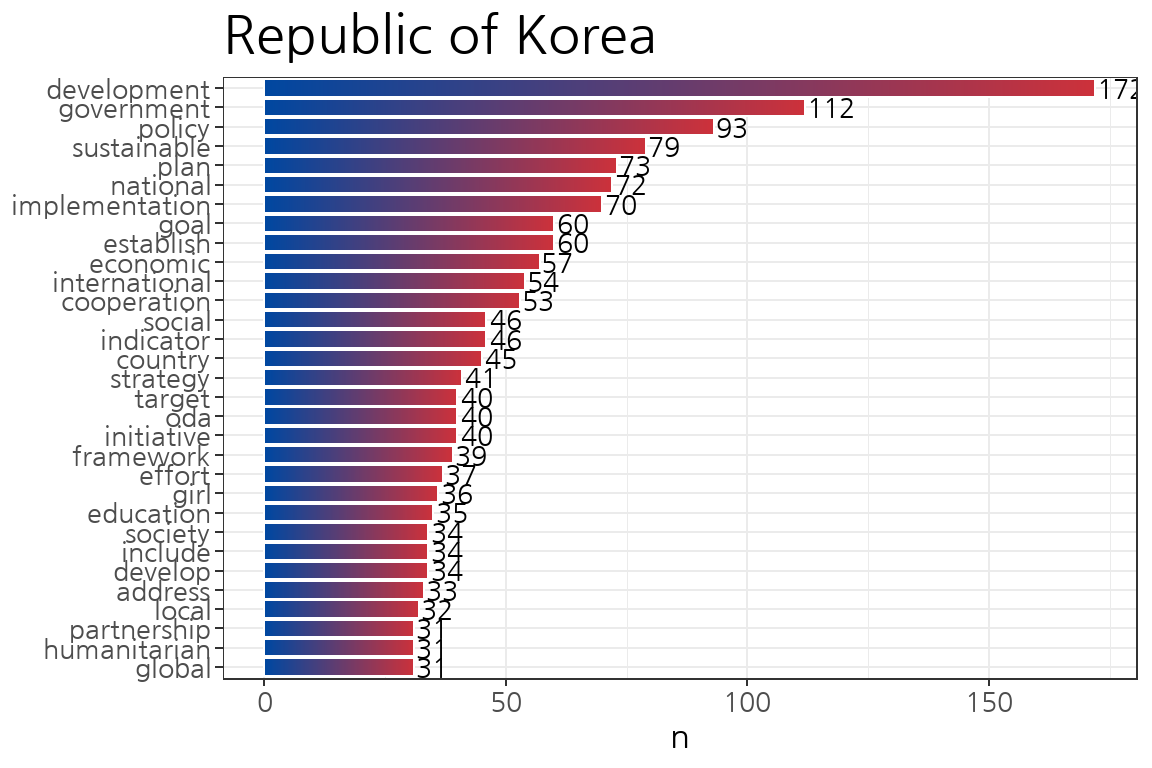 Republic of Korea
development 172
government 112
policy 93
sustainable 79
plan 73
national 72
implementation 70
goal 60
establish 60
economic 57
international 54
cooperation 53
social 46
indicator 46
country 45
strategy 41
target 40
oda 40
initiative 40
framework 39
effort 37
girl 36
education 35
society 34
include 34
develop 34
address 33
local 32
partnership 31
humanitarian 31
global 31
0 50 100 150
n